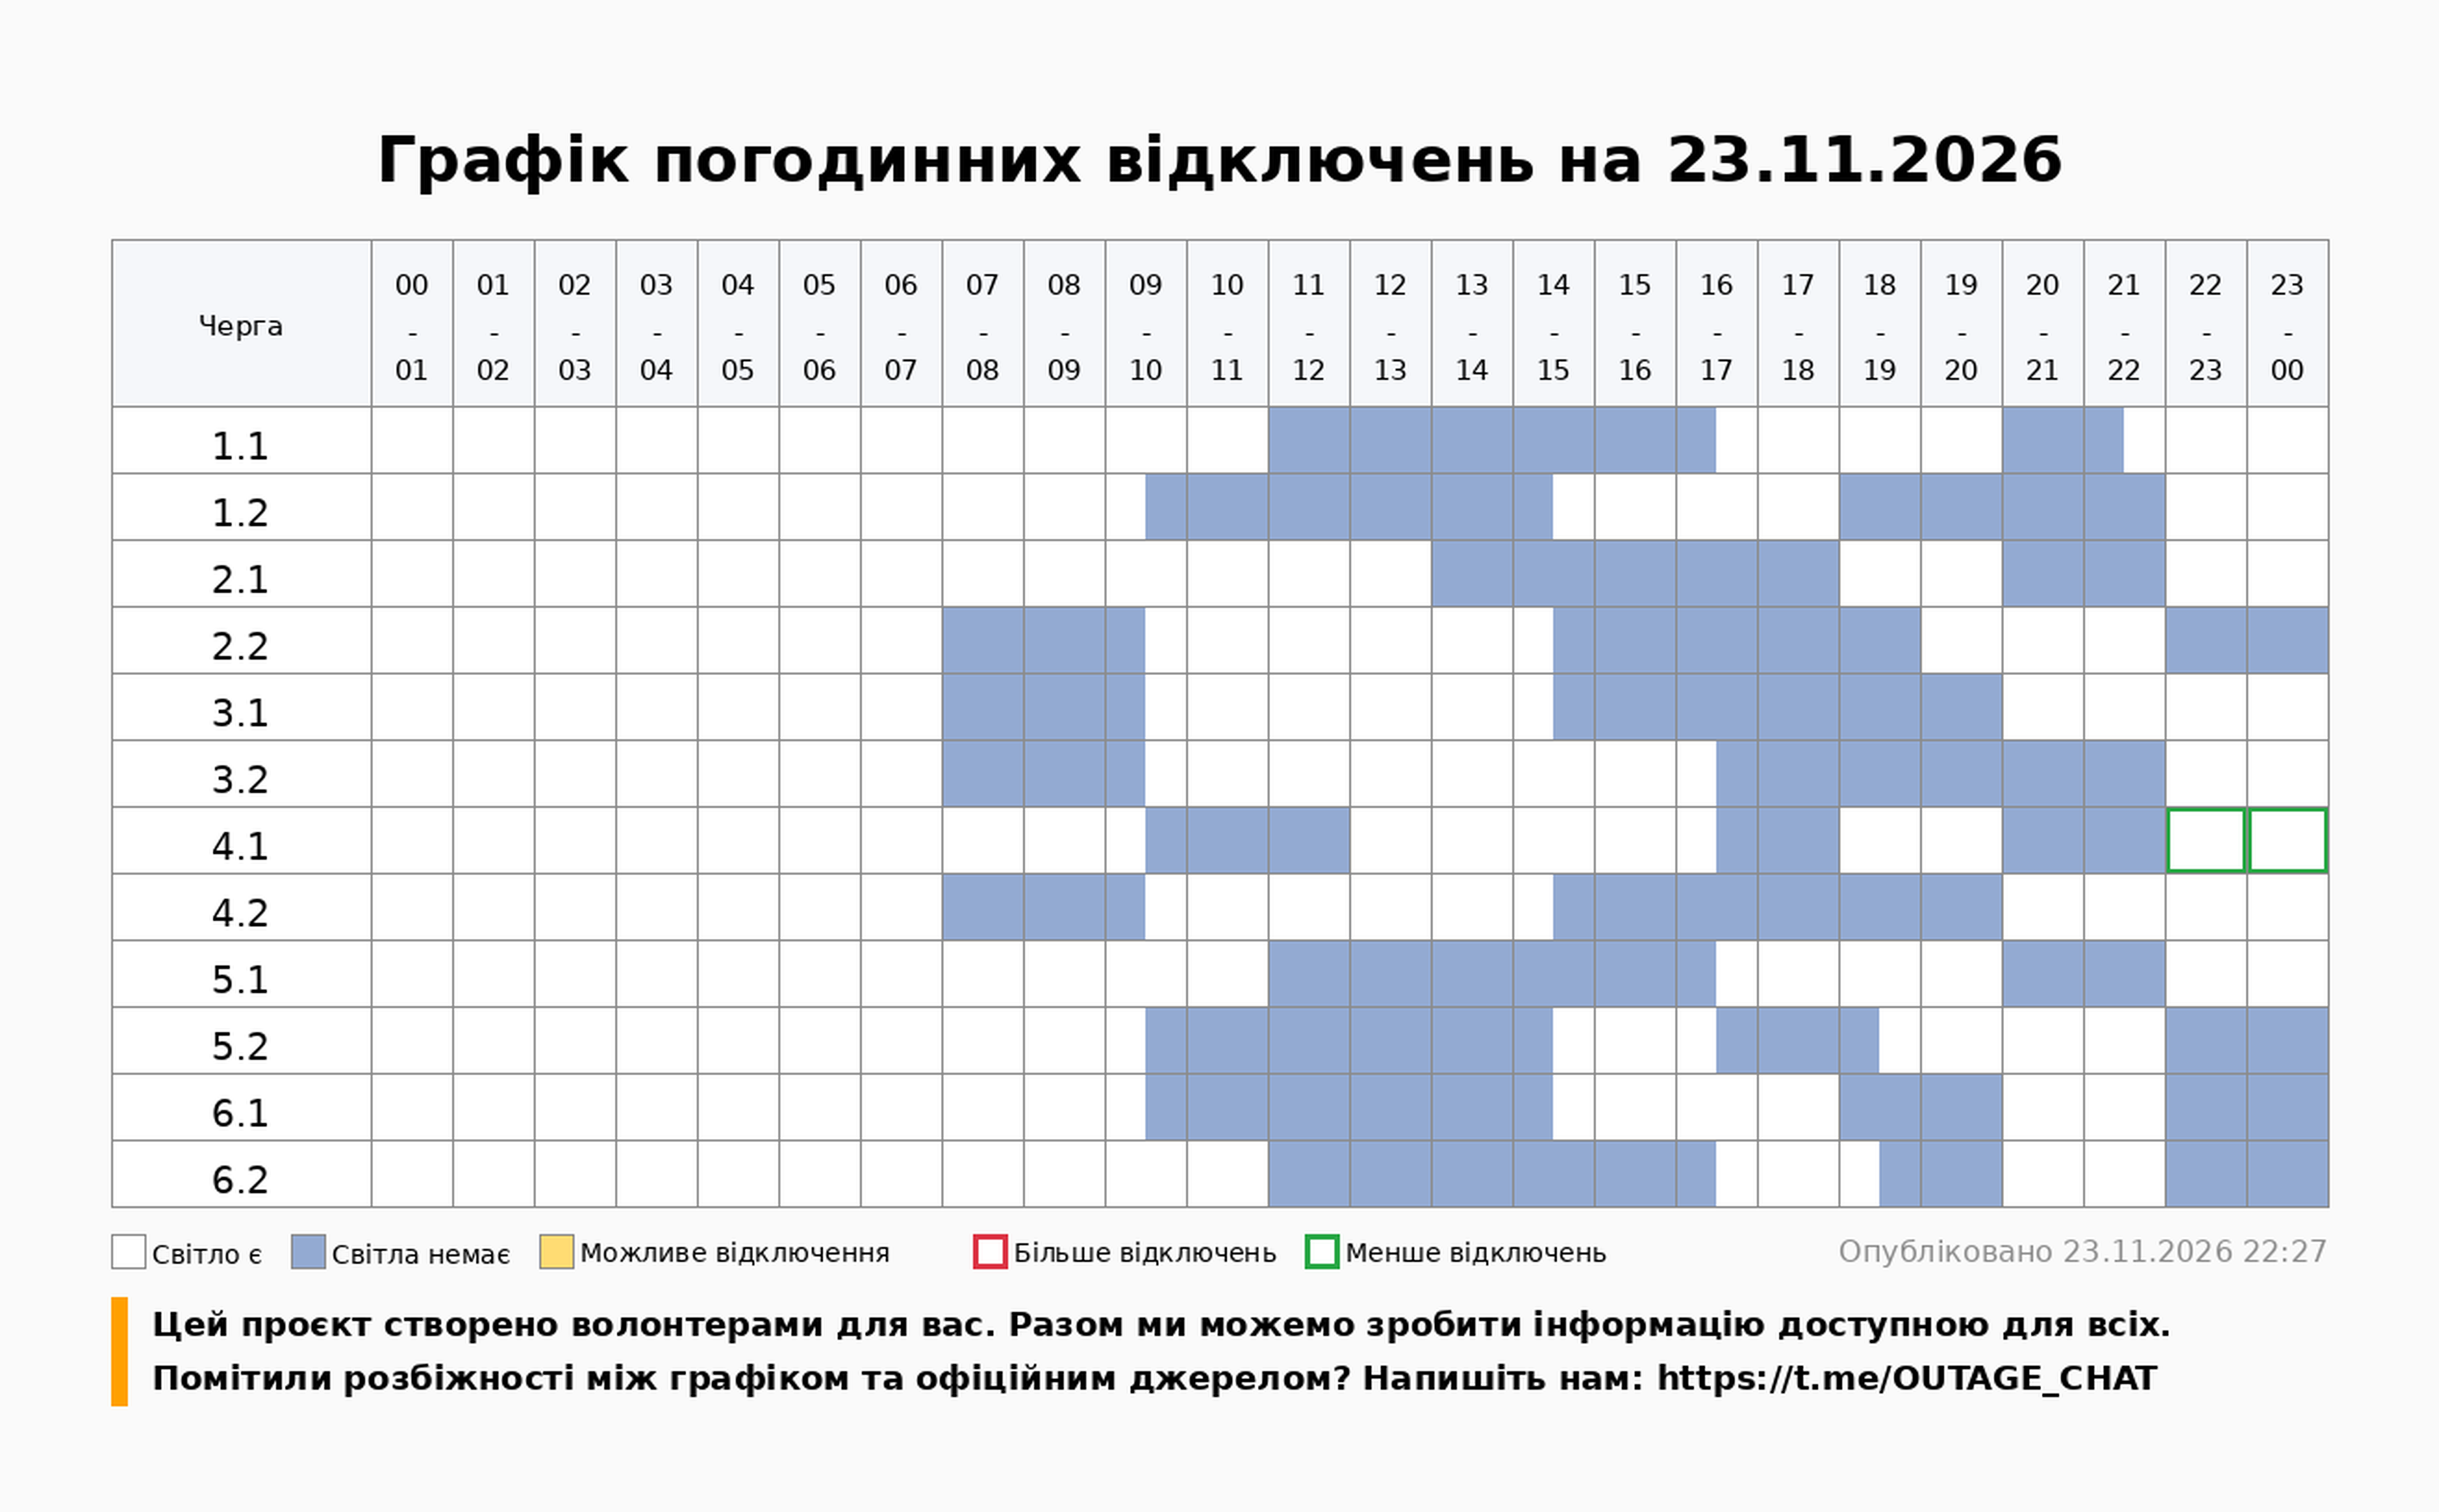 Графік погодинних відключень на 23.11.2026
Черга 00 - 01 01 - 02 02 - 03 03 - 04 04 - 05 05 - 06 06 - 07 07 - 08 08 - 09 09 - 10 10 - 11 11 - 12 12 - 13 13 - 14 14 - 15 15 - 16 16 - 17 17 - 18 18 - 19 19 - 20 20 - 21 21 - 22 22 - 23 23 - 00
1.1
1.2
2.1
2.2
3.1
3.2
4.1
4.2
5.1
5.2
6.1
6.2
Світло є Світла немає Можливе відключення Більше відключень Менше відключень Опубліковано 23.11.2026 22:27
Цей проєкт створено волонтерами для вас. Разом ми можемо зробити інформацію доступною для всіх.
Помітили розбіжності між графіком та офіційним джерелом? Напишіть нам: https://t.me/OUTAGE_CHAT